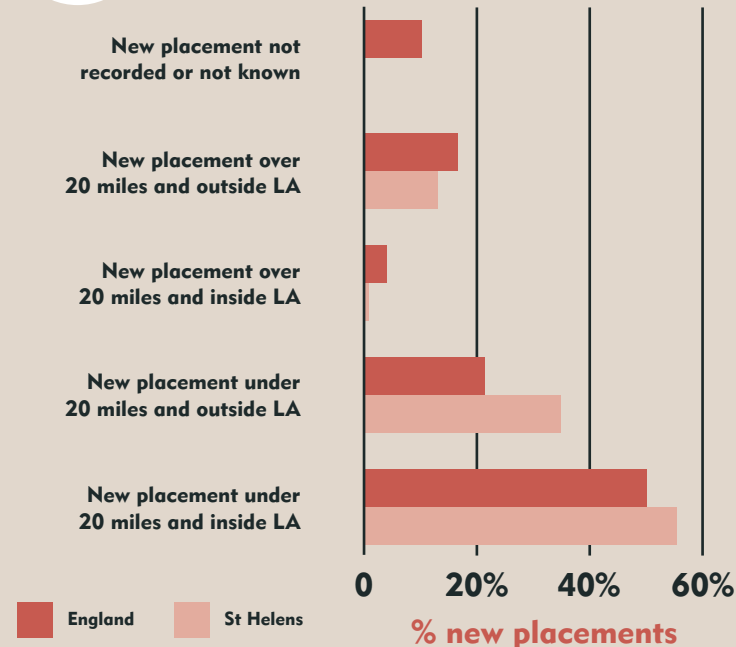 New placement not
recorded or not known
New placement over
20 miles and outside LA
New placement over
20 miles and inside LA
New placement under
20 miles and outside LA
New placement under
20 miles and inside LA
0 20% 40% 60%
% new placements
England St Helens